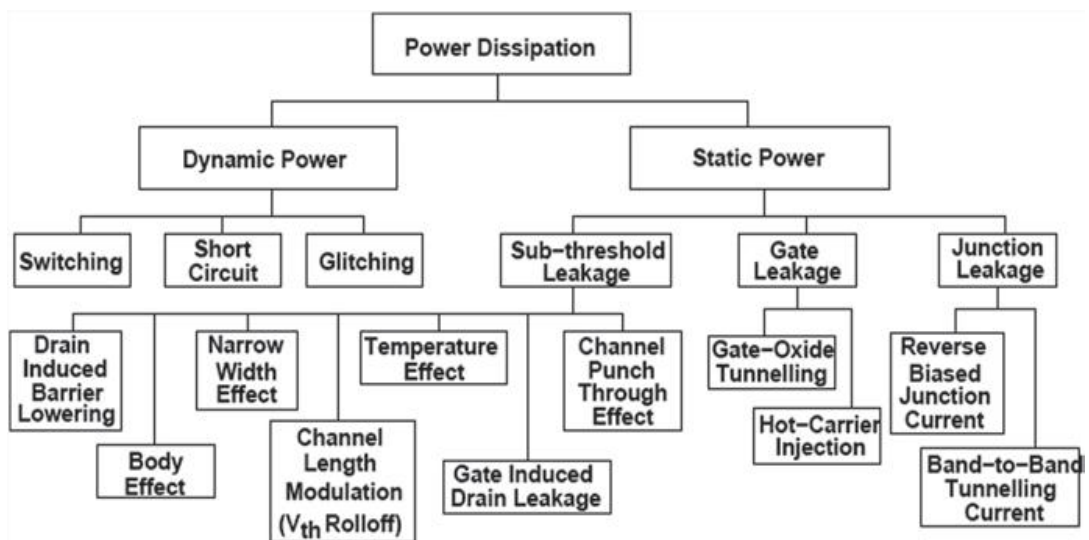 Power Dissipation
Dynamic Power
Static Power
Switching
Short
Circuit
Glitching
Sub-threshold
Leakage
Gate
Leakage
Junction
Leakage
Drain
Induced
Barrier
Lowering
Body
Effect
Narrow
Width
Effect
Channel
Length
Modulation
(Vth Rolloff)
Temperature
Effect
Gate Induced
Drain Leakage
Channel
Punch
Through
Effect
Gate-Oxide
Tunnelling
Hot-Carrier
Injection
Reverse
Biased
Junction
Current
Band-to-Band
Tunnelling
Current